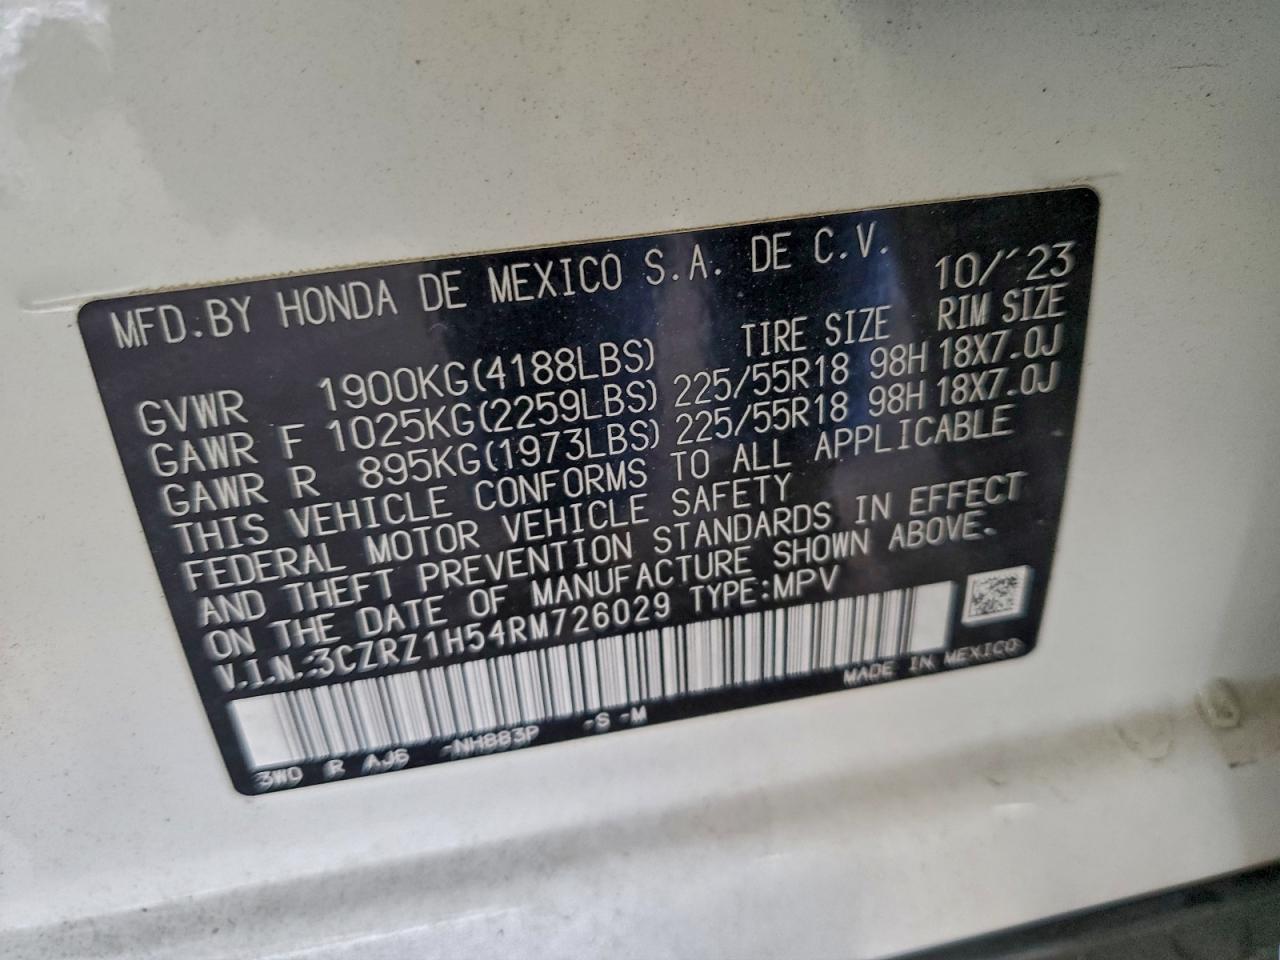 MFD.BY HONDA DE MEXICO S.A. DE C.V. 10/´23
TIRE SIZE RIM SIZE
GVWR 1900KG(4188LBS)
GAWR F 1025KG(2259LBS) 225/55R18 98H 18X7.0J
GAWR R 895KG(1973LBS) 225/55R18 98H 18X7.0J
THIS VEHICLE CONFORMS TO ALL APPLICABLE
FEDERAL MOTOR VEHICLE SAFETY
AND THEFT PREVENTION STANDARDS IN EFFECT
ON THE DATE OF MANUFACTURE SHOWN ABOVE.
V.I.N.:3CZRZ1H54RM726029 TYPE:MPV
3W0 R AJ6 -NH883P -S -M MADE IN MEXICO